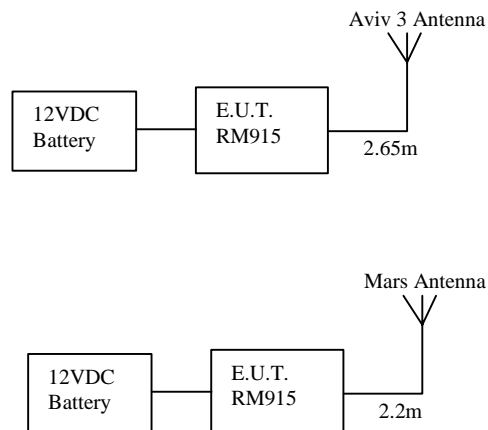 Aviv 3 Antenna
12VDC
Battery
E.U.T.
RM915
2.65m
Mars Antenna
12VDC
Battery
E.U.T.
RM915
2.2m